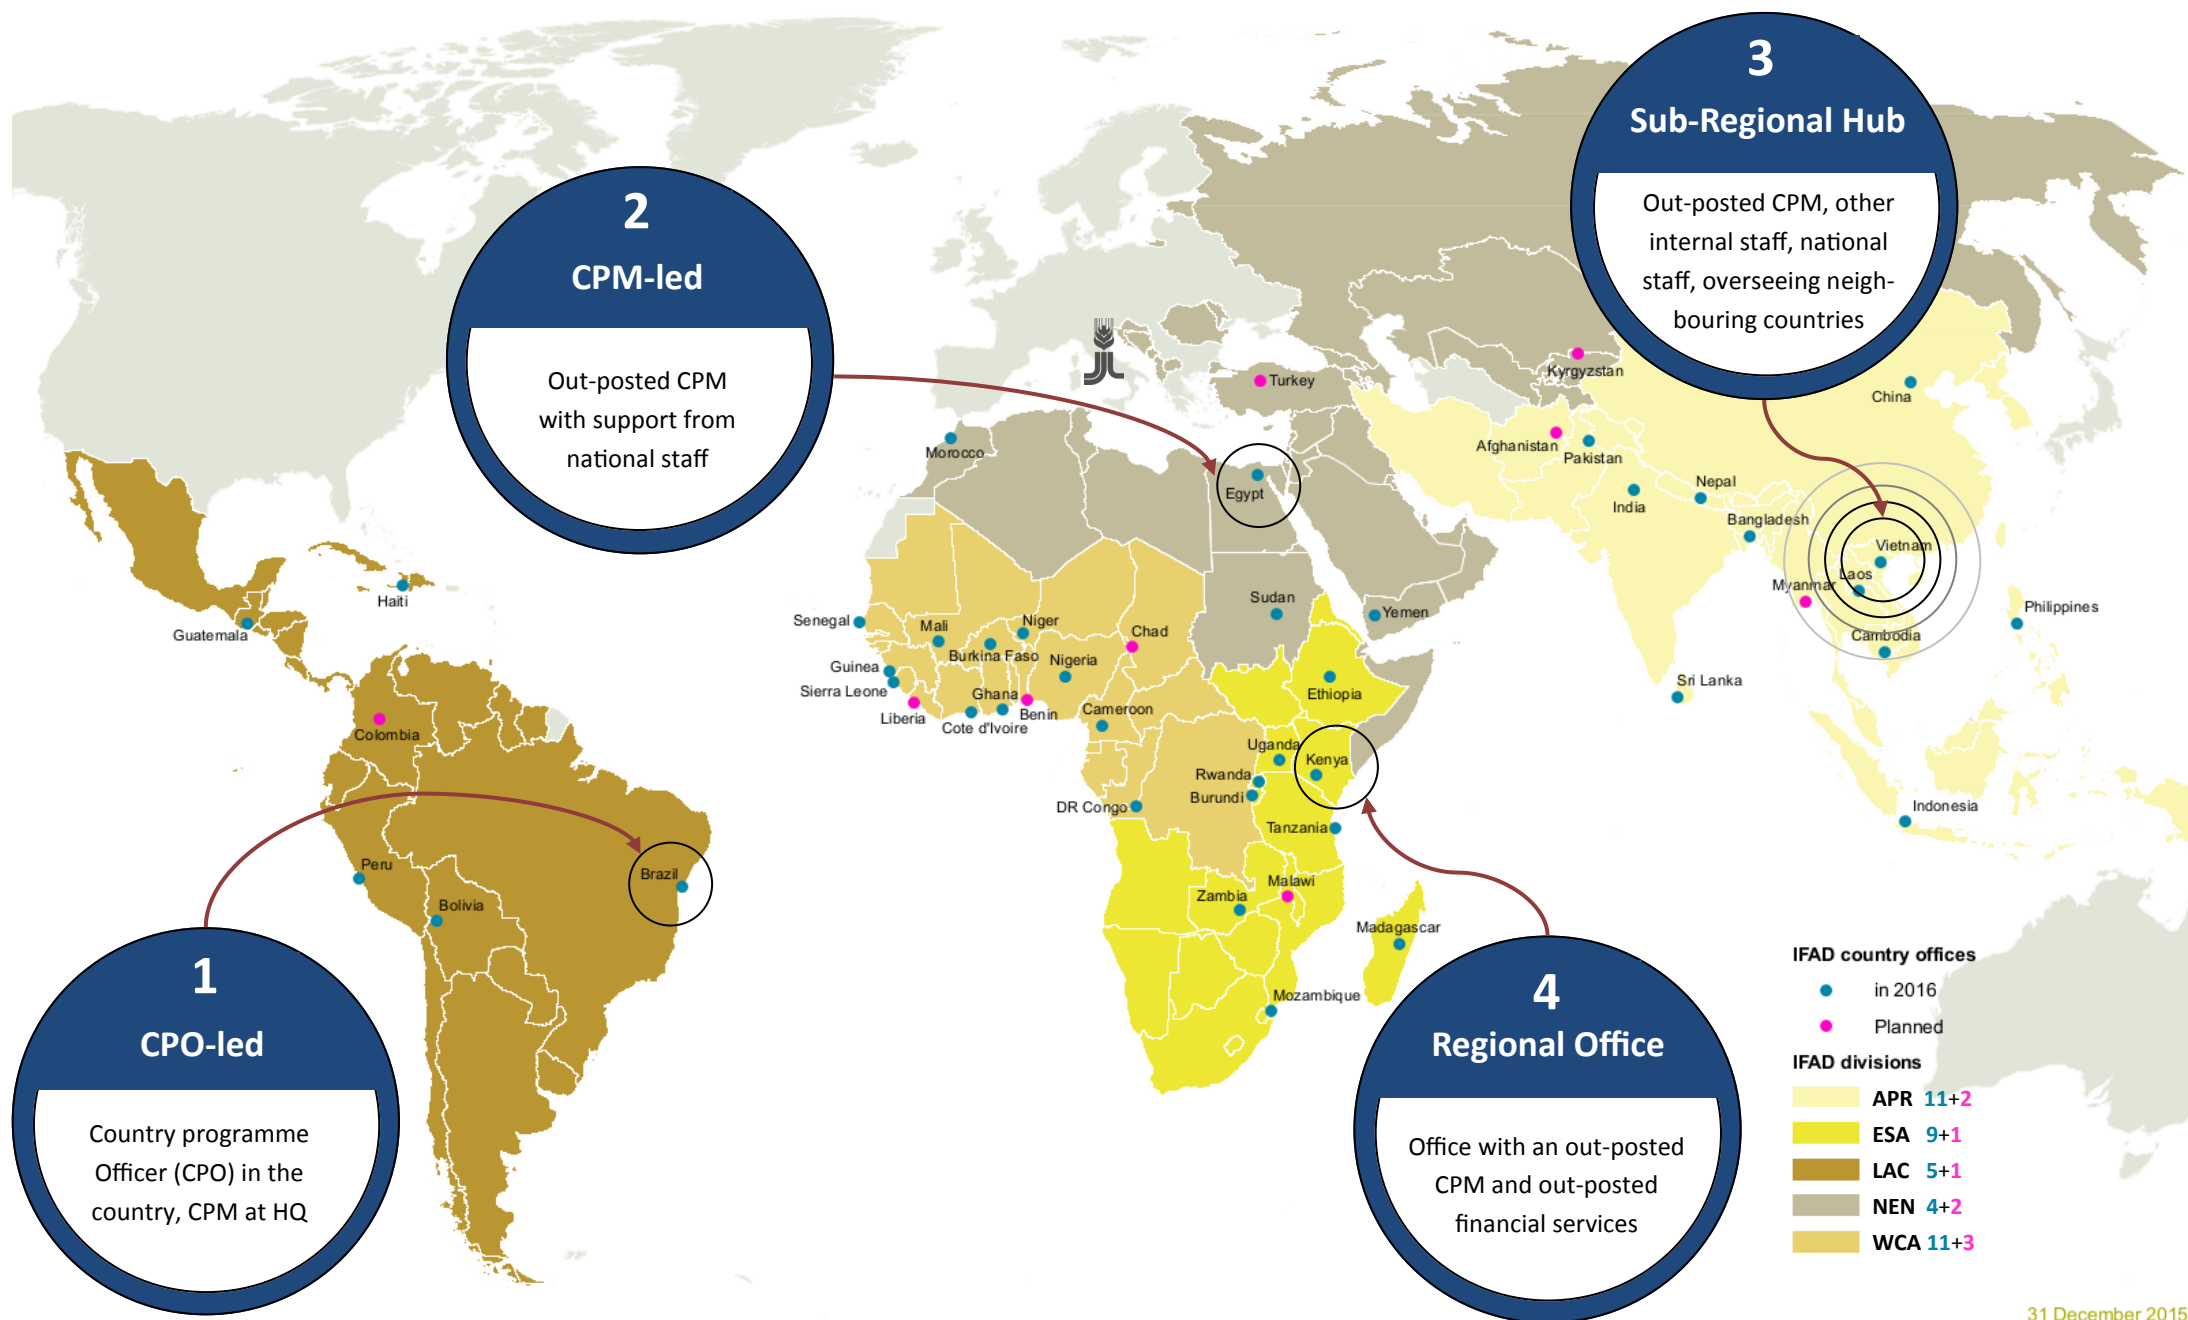 3
Sub-Regional Hub
Out-posted CPM, other
internal staff, national
staff, overseeing neigh-
bouring countries
2
CPM-led
Out-posted CPM
with support from
national staff
Turkey
Kyrgyzstan
China
Morocco
Afghanistan
Pakistan
Egypt
Nepal
India
Bangladesh
Vietnam
Laos
Myanmar
Haiti
Guatemala
Sudan
Yemen
Philippines
Senegal
Mali
Niger
Chad
Burkina Faso
Nigeria
Cambodia
Guinea
Sierra Leone
Ghana
Ethiopia
Sri Lanka
Liberia
Benin
Cote d'Ivoire
Cameroon
Colombia
Uganda
Kenya
Rwanda
Burundi
DR Congo
Indonesia
Tanzania
Peru
Brazil
Malawi
Zambia
Bolivia
Madagascar
Mozambique
1
CPO-led
Country programme
Officer (CPO) in the
country, CPM at HQ
4
Regional Office
Office with an out-posted
CPM and out-posted
financial services
IFAD country offices
in 2016
Planned
IFAD divisions
APR 11+2
ESA 9+1
LAC 5+1
NEN 4+2
WCA 11+3
31 December 2015